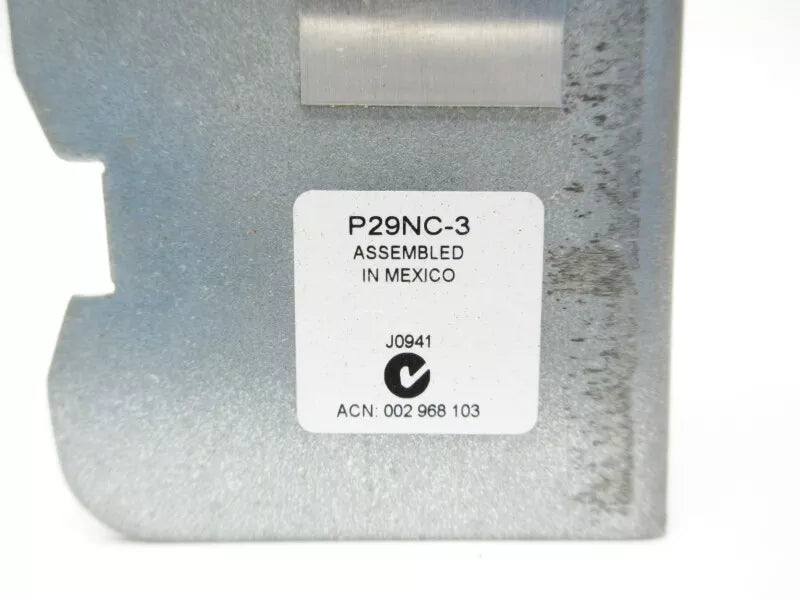 P29NC-3
ASSEMBLED
IN MEXICO
J0941
ACN: 002 968 103